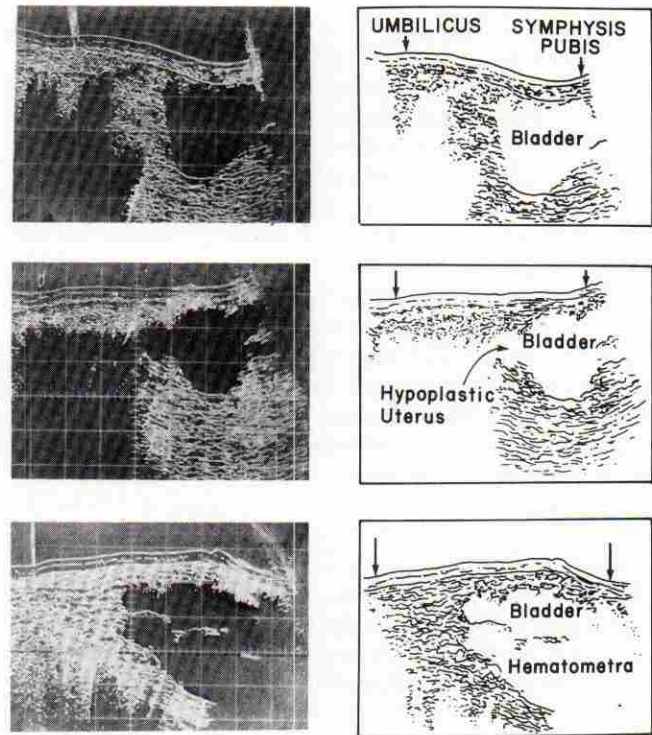 UMBILICUS SYMPHYSIS
PUBIS
Bladder
Bladder
Hypoplastic
Uterus
Bladder
Hematometra